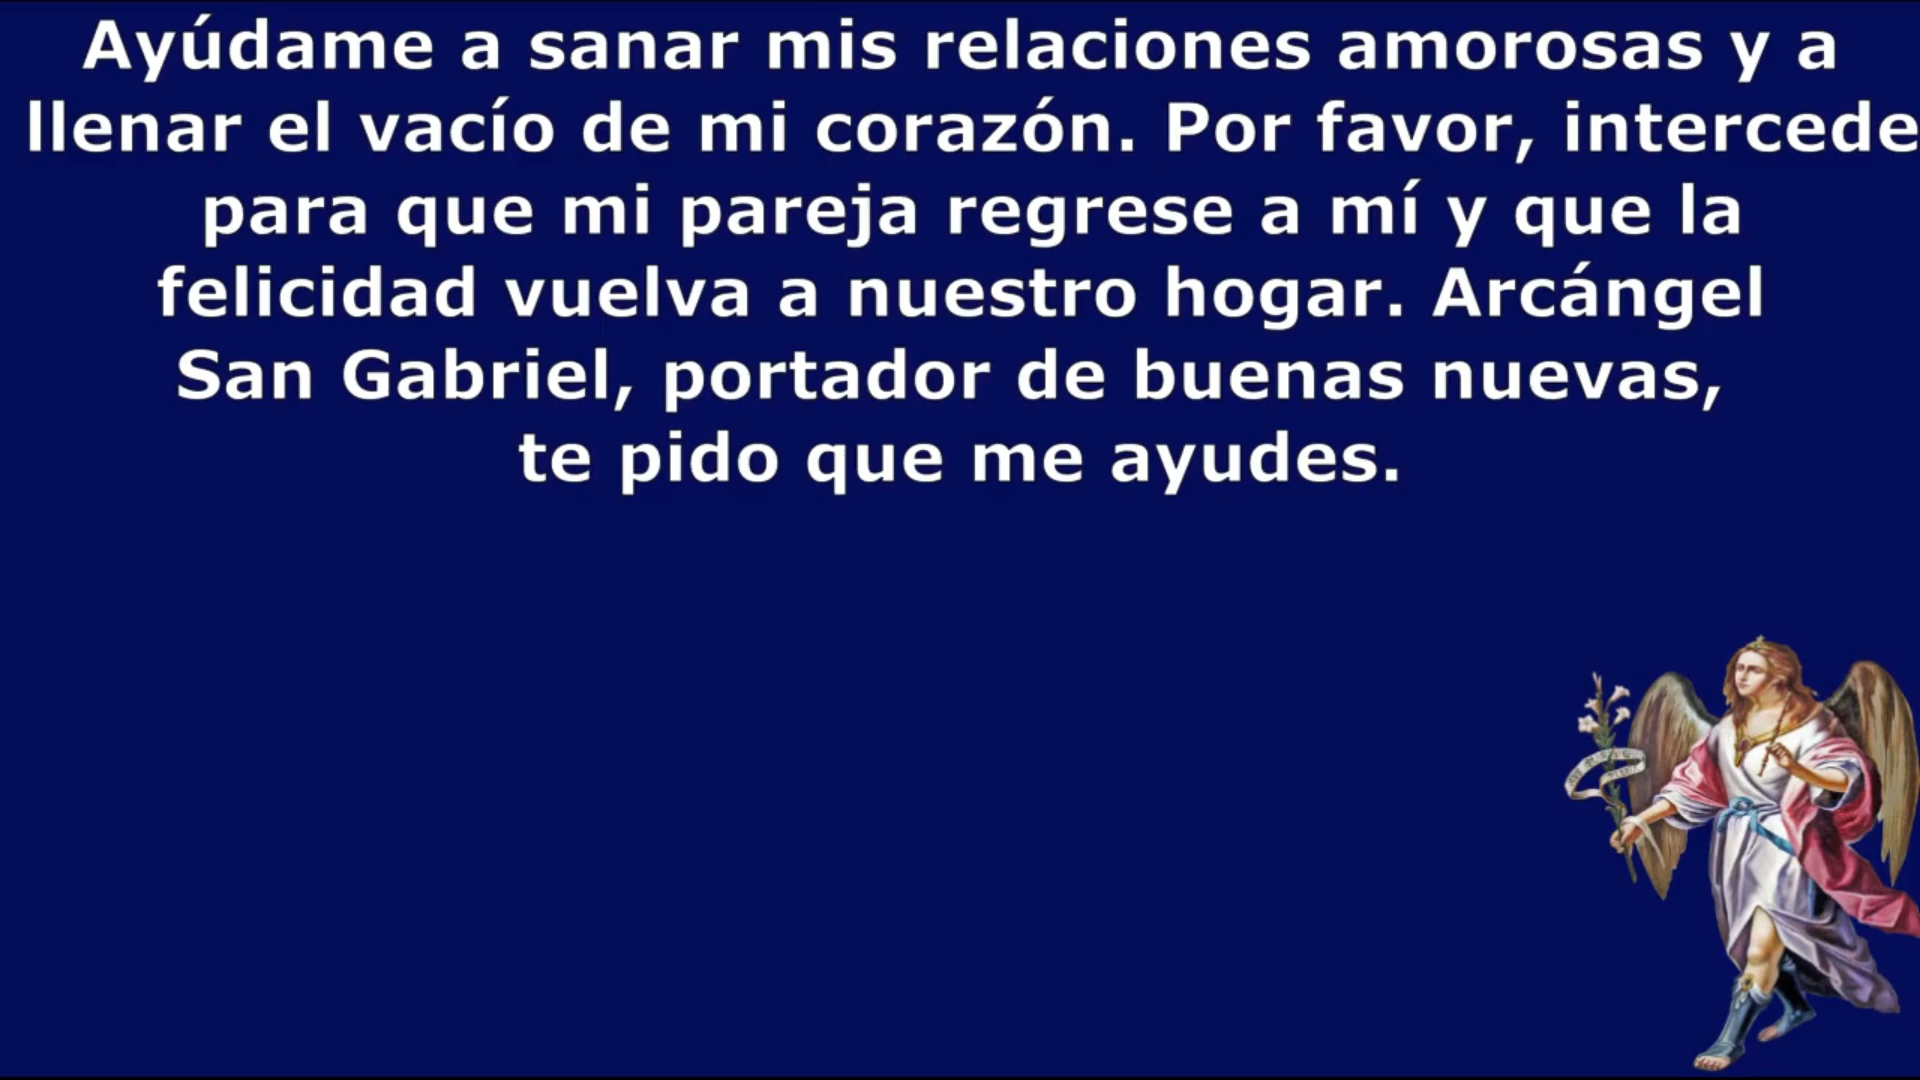 Ayúdame a sanar mis relaciones amorosas y a
llenar el vacío de mi corazón. Por favor, intercede
para que mi pareja regrese a mí y que la
felicidad vuelva a nuestro hogar. Arcángel
San Gabriel, portador de buenas nuevas,
te pido que me ayudes.